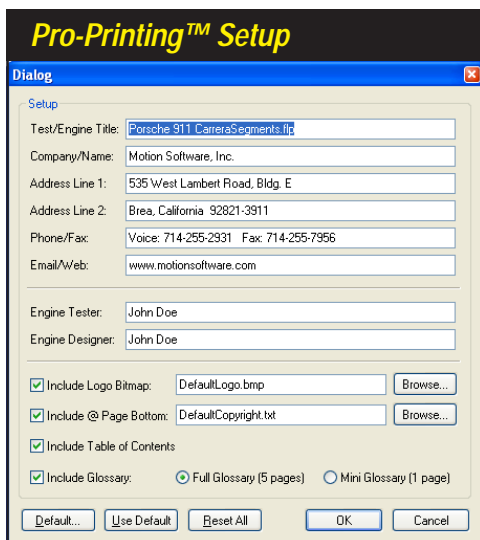 Pro-Printing™ Setup
Dialog
Setup
Test/Engine Title: Porsche 911 CarreraSegments.flp
Company/Name: Motion Software, Inc.
Address Line 1: 535 West Lambert Road, Bldg. E
Address Line 2: Brea, California 92821-3911
Phone/Fax: Voice: 714-255-2931 Fax: 714-255-7956
Email/Web: www.motionsoftware.com
Engine Tester: John Doe
Engine Designer: John Doe
Include Logo Bitmap: DefaultLogo.bmp Browse...
Include @ Page Bottom: DefaultCopyright.txt Browse...
Include Table of Contents
Include Glossary: Full Glossary (5 pages) Mini Glossary (1 page)
Default... Use Default Reset All OK Cancel